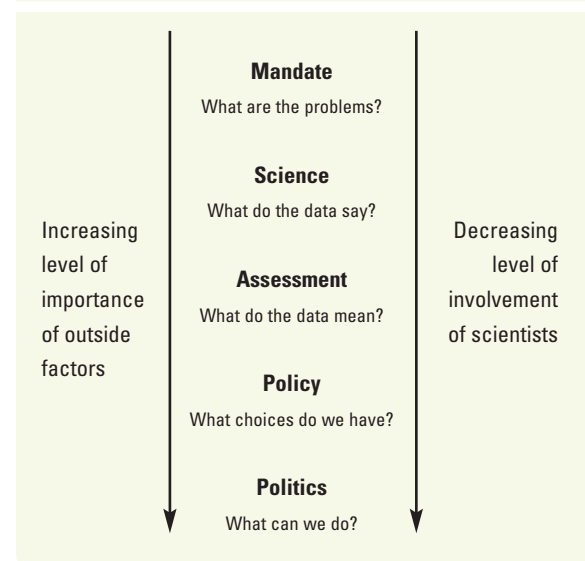 Mandate
What are the problems?
Science
What do the data say?
Increasing
level of
importance
of outside
factors
Assessment
What do the data mean?
Decreasing
level of
involvement
of scientists
Policy
What choices do we have?
Politics
What can we do?